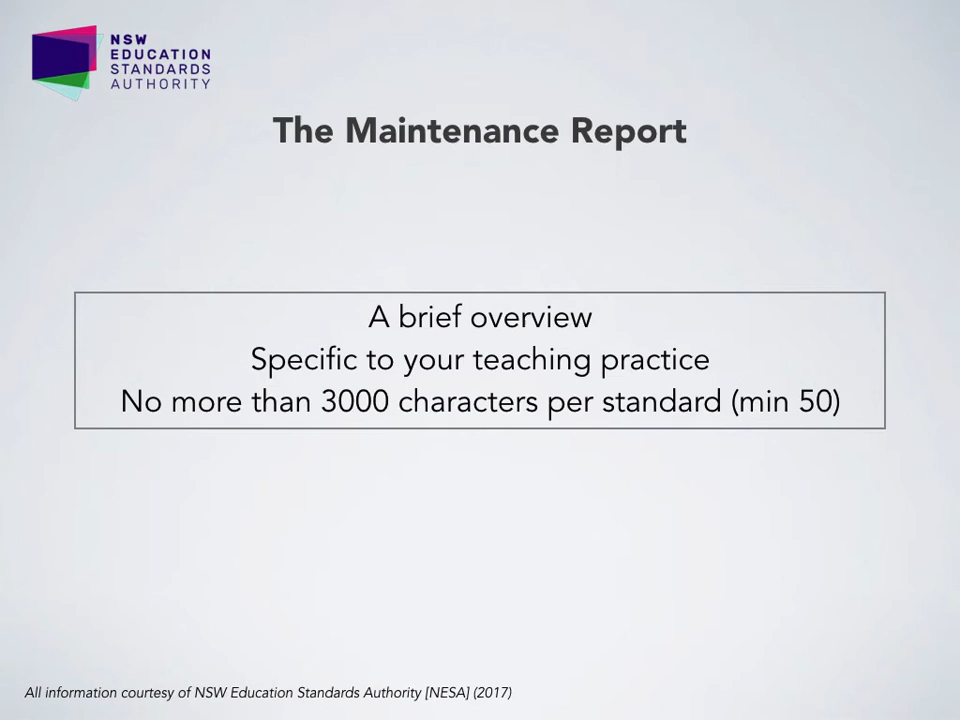 NSW
EDUCATION
STANDARDS
AUTHORITY
The Maintenance Report
A brief overview
Specific to your teaching practice
No more than 3000 characters per standard (min 50)
All information courtesy of NSW Education Standards Authority [NESA] (2017)